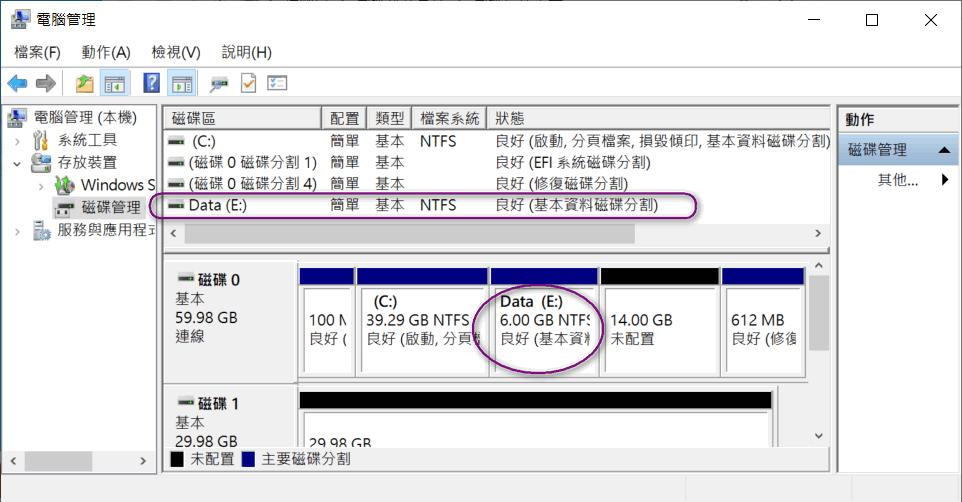 電腦管理
檔案(F) 動作(A) 檢視(V) 說明(H)
電腦管理 (本機)
系統工具
存放裝置
Windows S
磁碟管理
服務與應用程式
磁碟區 配置 類型 檔案系統 狀態
(C:) 簡單 基本 NTFS 良好 (啟動, 分頁檔案, 損毀傾印, 基本資料磁碟分割)
(磁碟 0 磁碟分割 1) 簡單 基本 良好 (EFI 系統磁碟分割)
(磁碟 0 磁碟分割 4) 簡單 基本 良好 (修復磁碟分割)
Data (E:) 簡單 基本 NTFS 良好 (基本資料磁碟分割)
磁碟 0
基本
59.98 GB
連線
100 M
良好 (
(C:)
39.29 GB NTFS
良好 (啟動, 分頁
Data (E:)
6.00 GB NTFS
良好 (基本資料
14.00 GB
未配置
612 MB
良好 (修復
磁碟 1
基本
29.98 GB
29.98 GB
未配置 主要磁碟分割
動作
磁碟管理
其他...